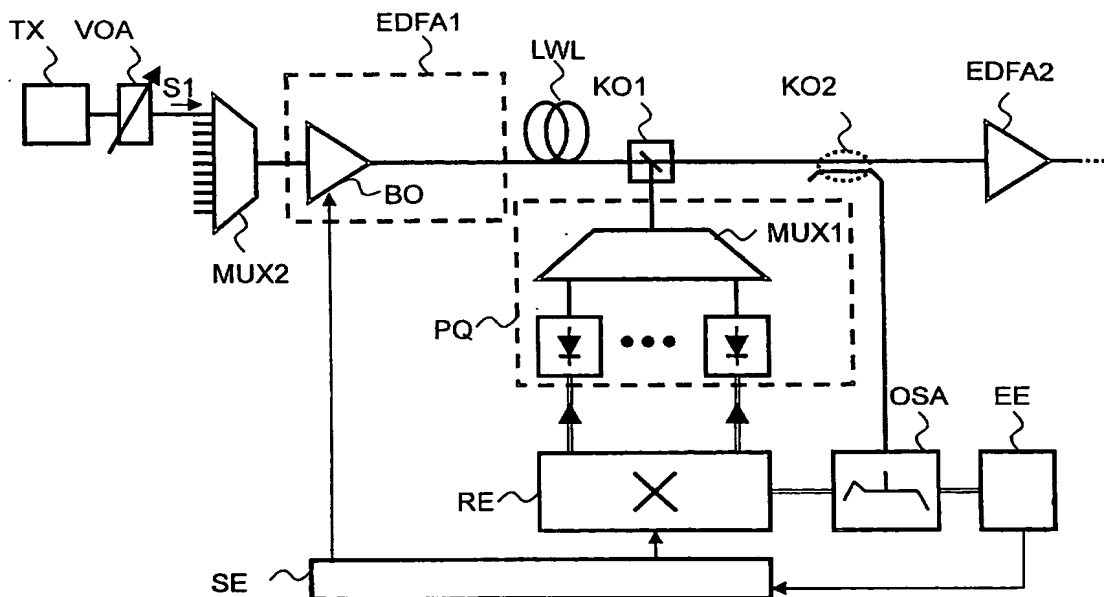 TX
VOA
S1
MUX2
EDFA1
BO
LWL
KO1
KO2
EDFA2
MUX1
PQ
OSA
EE
RE
SE